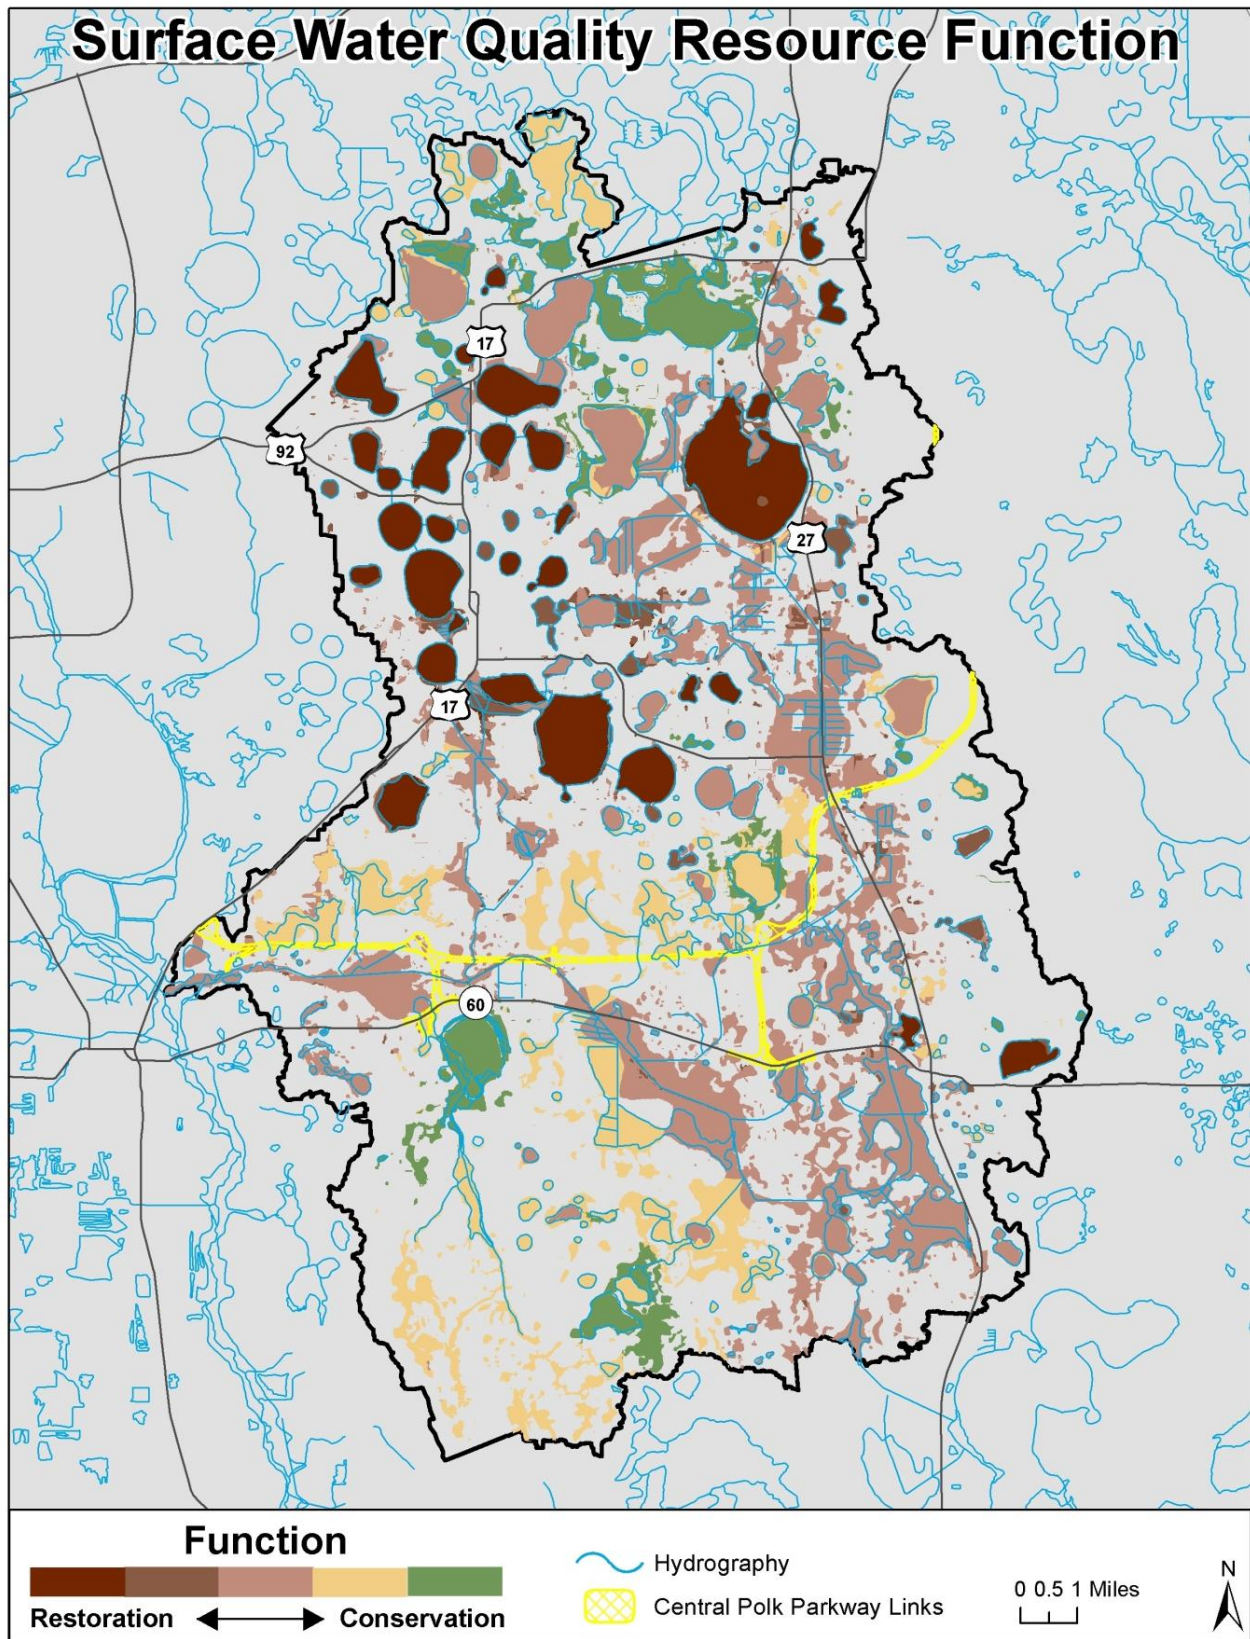 Surface Water Quality Resource Function
17
92
27
17
60
Function
Restoration
Conservation
Hydrography
Central Polk Parkway Links
0 0.5 1 Miles
N